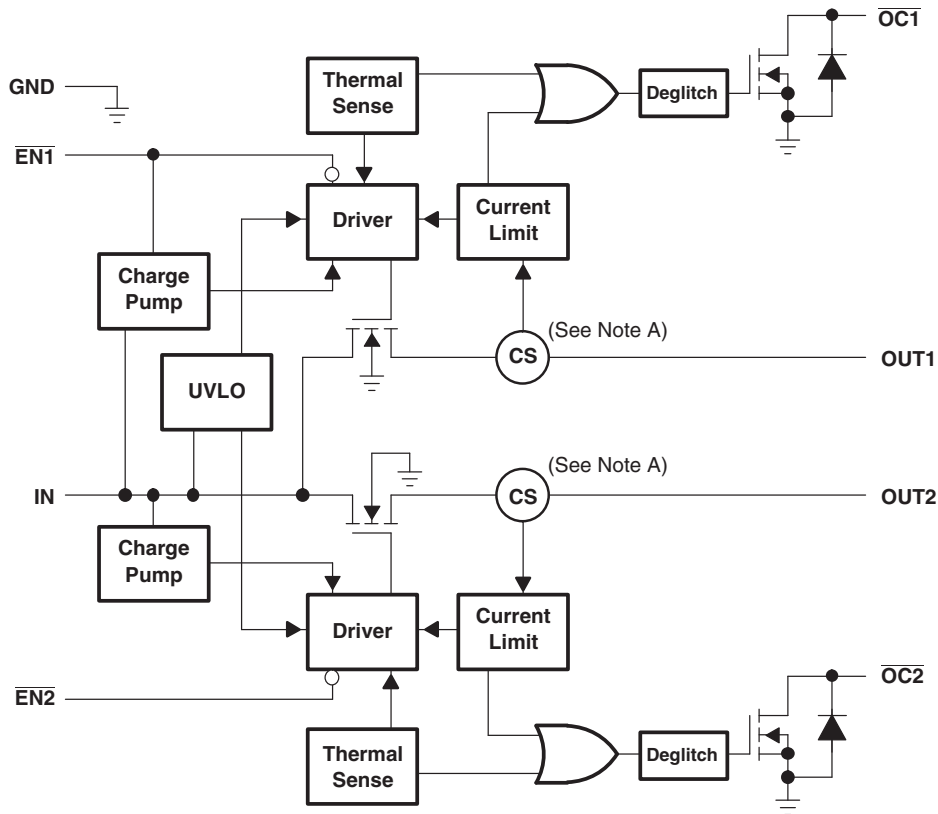 OC1
Thermal
Sense
Deglitch
GND
EN1
Driver
Current
Limit
Charge
Pump
(See Note A)
CS
OUT1
UVLO
(See Note A)
IN
CS
OUT2
Charge
Pump
Driver
Current
Limit
OC2
EN2
Thermal
Sense
Deglitch